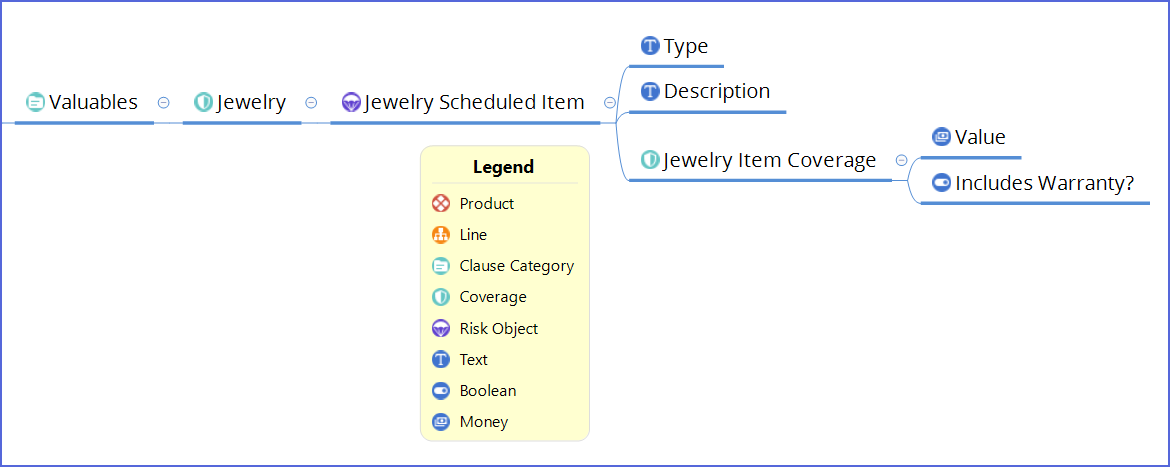 Valuables
Jewelry
Jewelry Scheduled Item
Type
Description
Jewelry Item Coverage
Value
Includes Warranty?
Legend
Product
Line
Clause Category
Coverage
Risk Object
Text
Boolean
Money